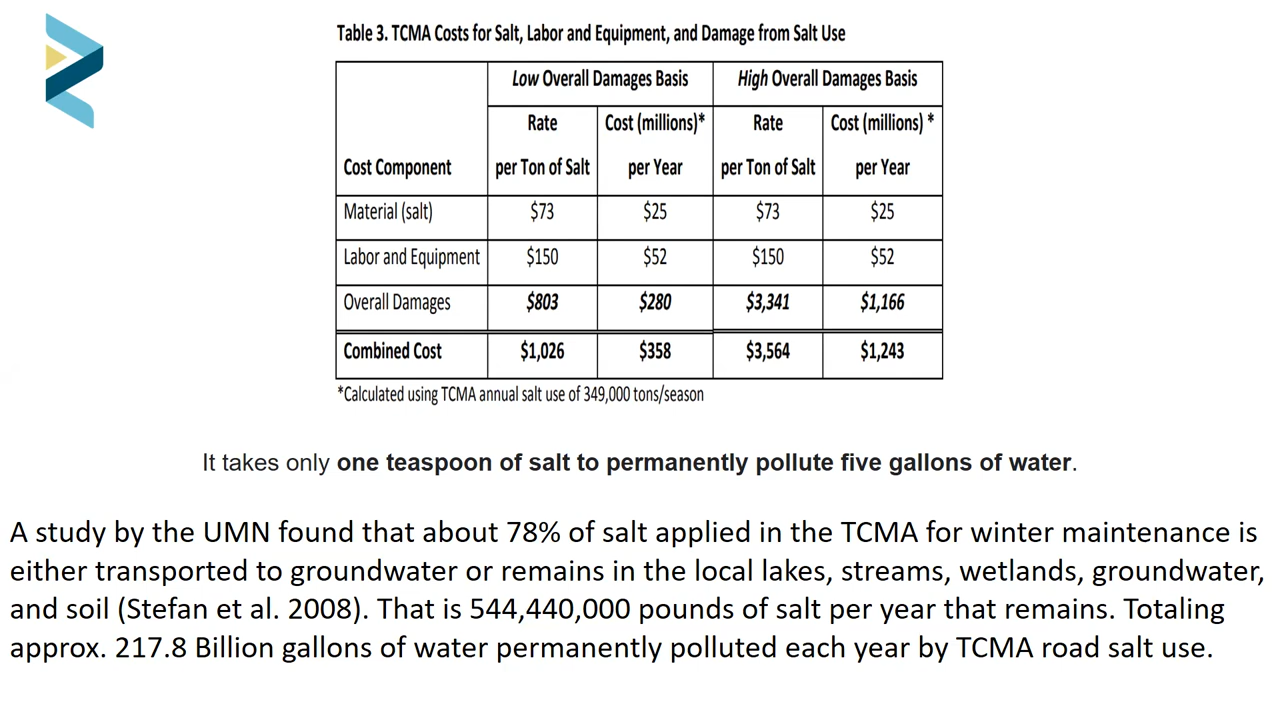 Table 3. TCMA Costs for Salt, Labor and Equipment, and Damage from Salt Use
Low Overall Damages Basis High Overall Damages Basis
Rate Cost (millions)* Rate Cost (millions) *
Cost Component per Ton of Salt per Year per Ton of Salt per Year
Material (salt) $73 $25 $73 $25
Labor and Equipment $150 $52 $150 $52
Overall Damages $803 $280 $3,341 $1,166
Combined Cost $1,026 $358 $3,564 $1,243
*Calculated using TCMA annual salt use of 349,000 tons/season
It takes only one teaspoon of salt to permanently pollute five gallons of water.
A study by the UMN found that about 78% of salt applied in the TCMA for winter maintenance is
either transported to groundwater or remains in the local lakes, streams, wetlands, groundwater,
and soil (Stefan et al. 2008). That is 544,440,000 pounds of salt per year that remains. Totaling
approx. 217.8 Billion gallons of water permanently polluted each year by TCMA road salt use.